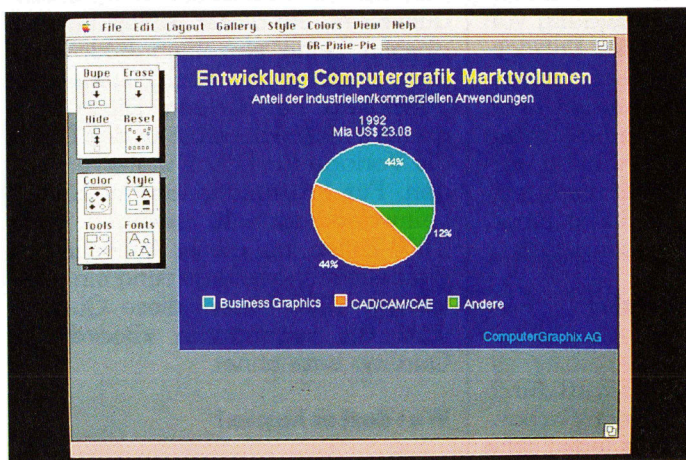 File Edit Layout Gallery Style Colors View Help
GR-Pixie-Pie
Dupe Erase
Hide Reset
Color Style
Tools Fonts
Entwicklung Computergrafik Marktvolumen
Anteil der industriellen/kommerziellen Anwendungen
1992
Mia US$ 23.08
44%
12%
44%
Business Graphics CAD/CAM/CAE Andere
ComputerGraphix AG